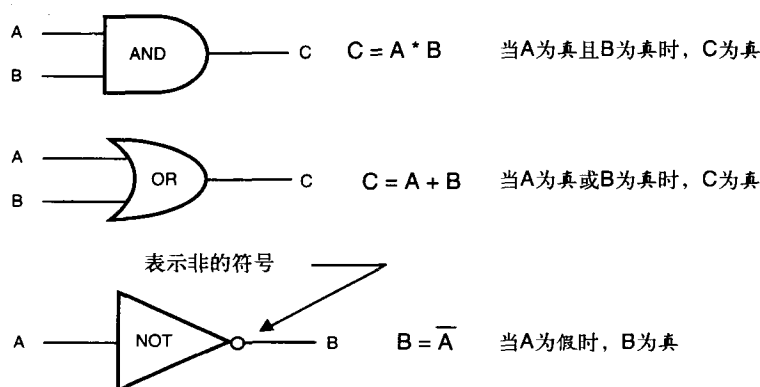 A
B
AND
C
C = A * B
当A为真且B为真时，C为真
A
B
OR
C
C = A + B
当A为真或B为真时，C为真
表示非的符号
A
NOT
B
B = A̅
当A为假时，B为真